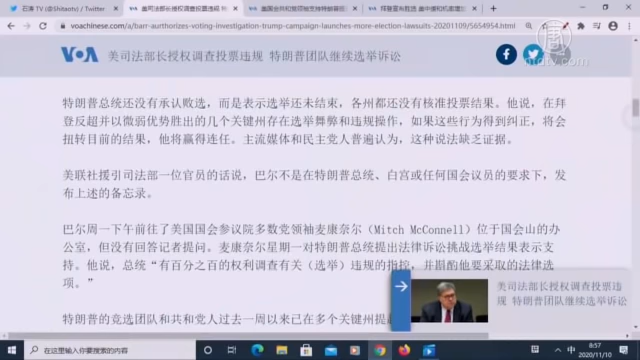 石涛 TV (@Shitaotv) / Twitter
美司法部长授权调查投票违规 特
voachinese.com/a/barr-aurthorizes-voting-investigation-trump-campaign-launches-more-election-lawsuits 20201109/5654954.html
VOA 美司法部长授权调查投票违规 特朗普团队继续选举诉讼
特朗普总统还没有承认败选，而是表示选举还未结束，各州都还没有核准投票结果。他说，在拜
登反超并以微弱优势胜出的几个关键州存在选举舞弊和违规操作，如果这些行为得到纠正，将会
扭转目前的结果，他将赢得连任。主流媒体和民主党人普遍认为，这种说法缺乏证据。
美联社援引司法部一位官员的话说，巴尔不是在特朗普总统、白宫或任何国会议员的要求下，发
布上述的备忘录。
巴尔周一下午前往了美国国会参议院多数党领袖麦康奈尔（Mitch McConnell）位于国会山的办
公室，但没有回答记者提问。麦康奈尔星期一对特朗普总统提出法律诉讼挑战选举结果表示支
持。他说，总统“有百分之百的权利调查有关（选举）违规的指控，并斟酌他要采取的法律选
项。”
特朗普的竞选团队和共和党人过去一周以来已在多个关键州提起
美司法部长授权调查投票违
规 特朗普团队继续选举诉讼
在这里输入你要搜索的内容
中
8:57
2020/11/10